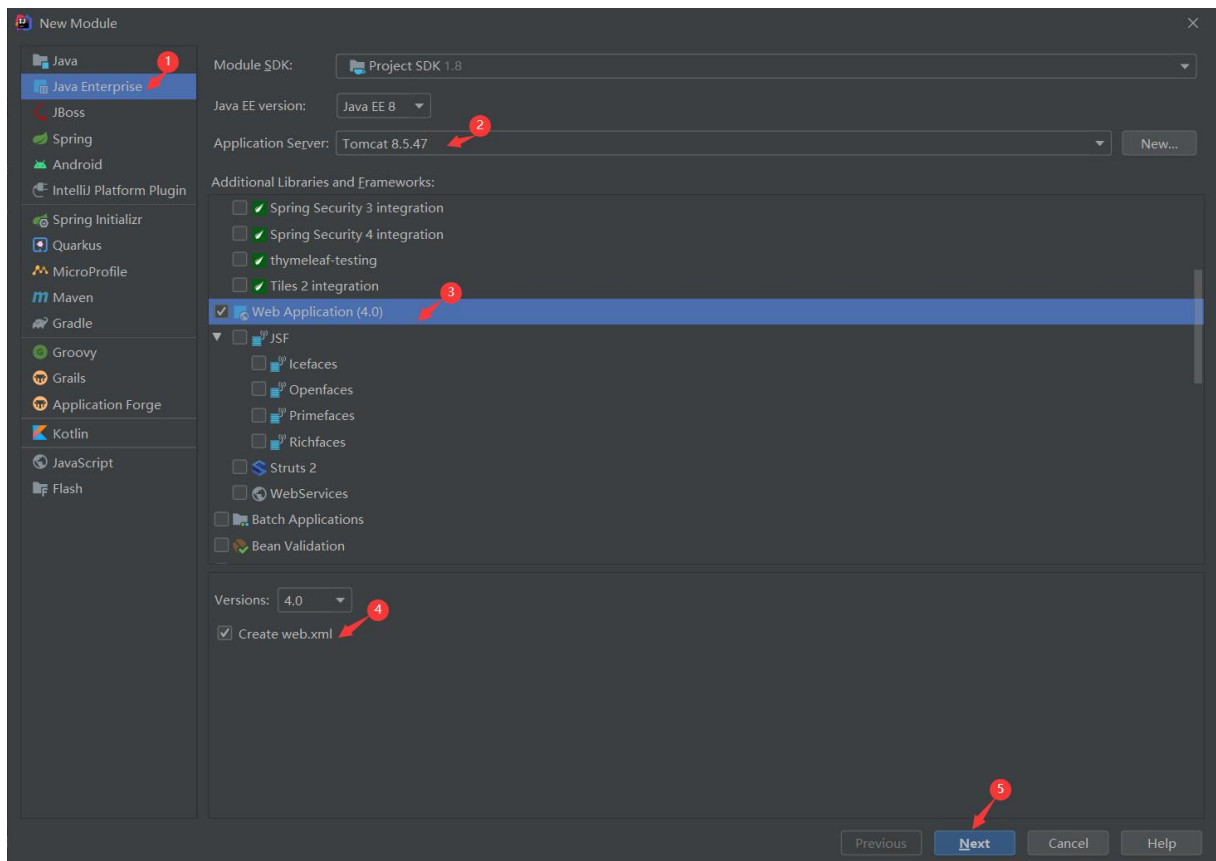 New Module
Java
1
Java Enterprise
JBoss
Spring
Android
IntelliJ Platform Plugin
Spring Initializr
Quarkus
MicroProfile
Maven
Gradle
Groovy
Grails
Application Forge
Kotlin
JavaScript
Flash
Module SDK: Project SDK 1.8
Java EE version: Java EE 8
2
Application Server: Tomcat 8.5.47 New...
Additional Libraries and Frameworks:
Spring Security 3 integration
Spring Security 4 integration
thymeleaf-testing
Tiles 2 integration
3
Web Application (4.0)
JSF
Icefaces
Openfaces
Primefaces
Richfaces
Struts 2
WebServices
Batch Applications
Bean Validation
Versions: 4.0
4
Create web.xml
5
Previous Next Cancel Help